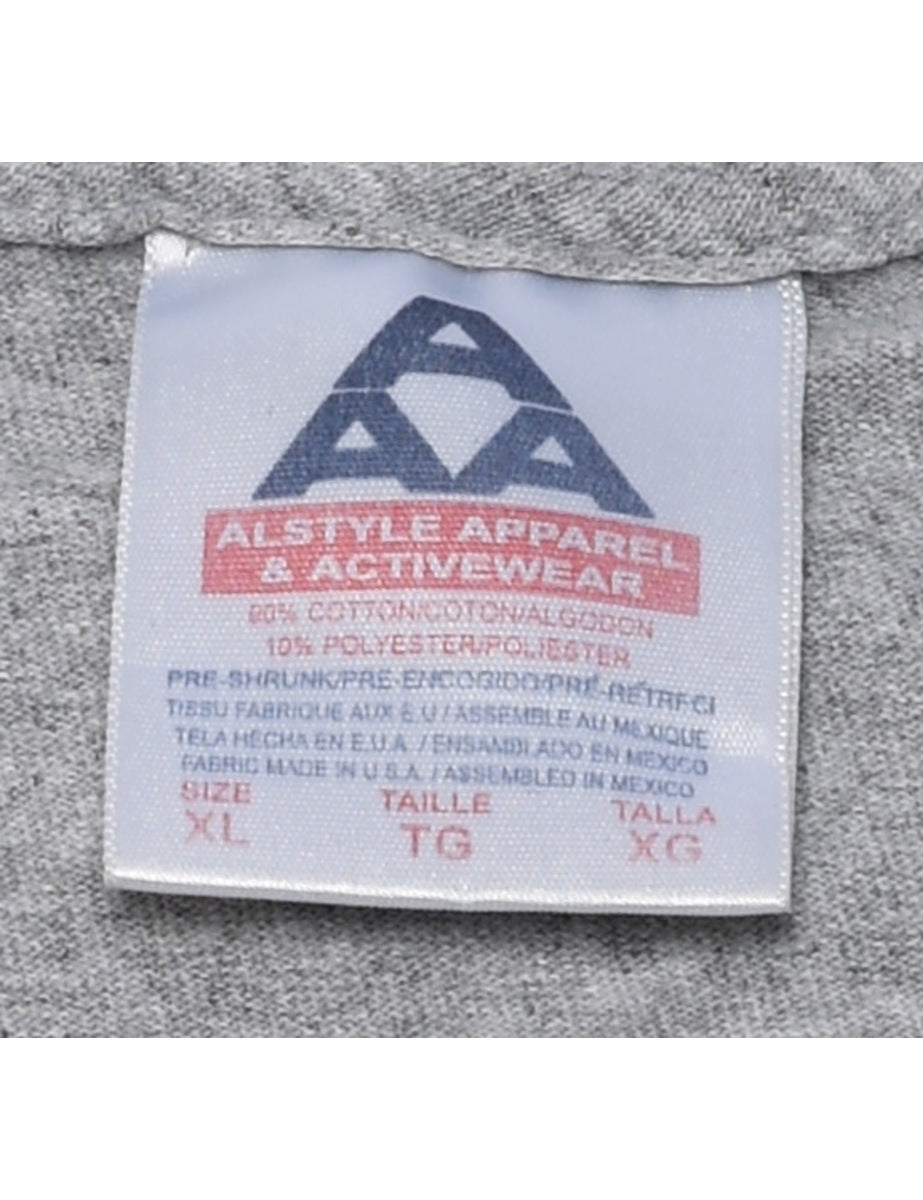 A
A A
ALSTYLE APPAREL
& ACTIVEWEAR
90% COTTON/COTON/ALGODON
10% POLYESTER/POLIESTER
PRE-SHRUNK/PRE-ENCOGIDO/PRÉ-RÉTRECI
TISSU FABRIQUE AUX E.U / ASSEMBLE AU MEXIQUE
TELA HECHA EN E.U.A. / ENSAMBLADO EN MEXICO
FABRIC MADE IN U.S.A. / ASSEMBLED IN MEXICO
SIZE TAILLE TALLA
XL TG XG